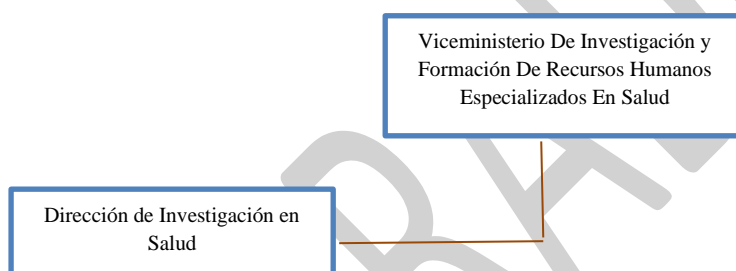 Viceministerio De Investigación y
Formación De Recursos Humanos
Especializados En Salud
Dirección de Investigación en
Salud